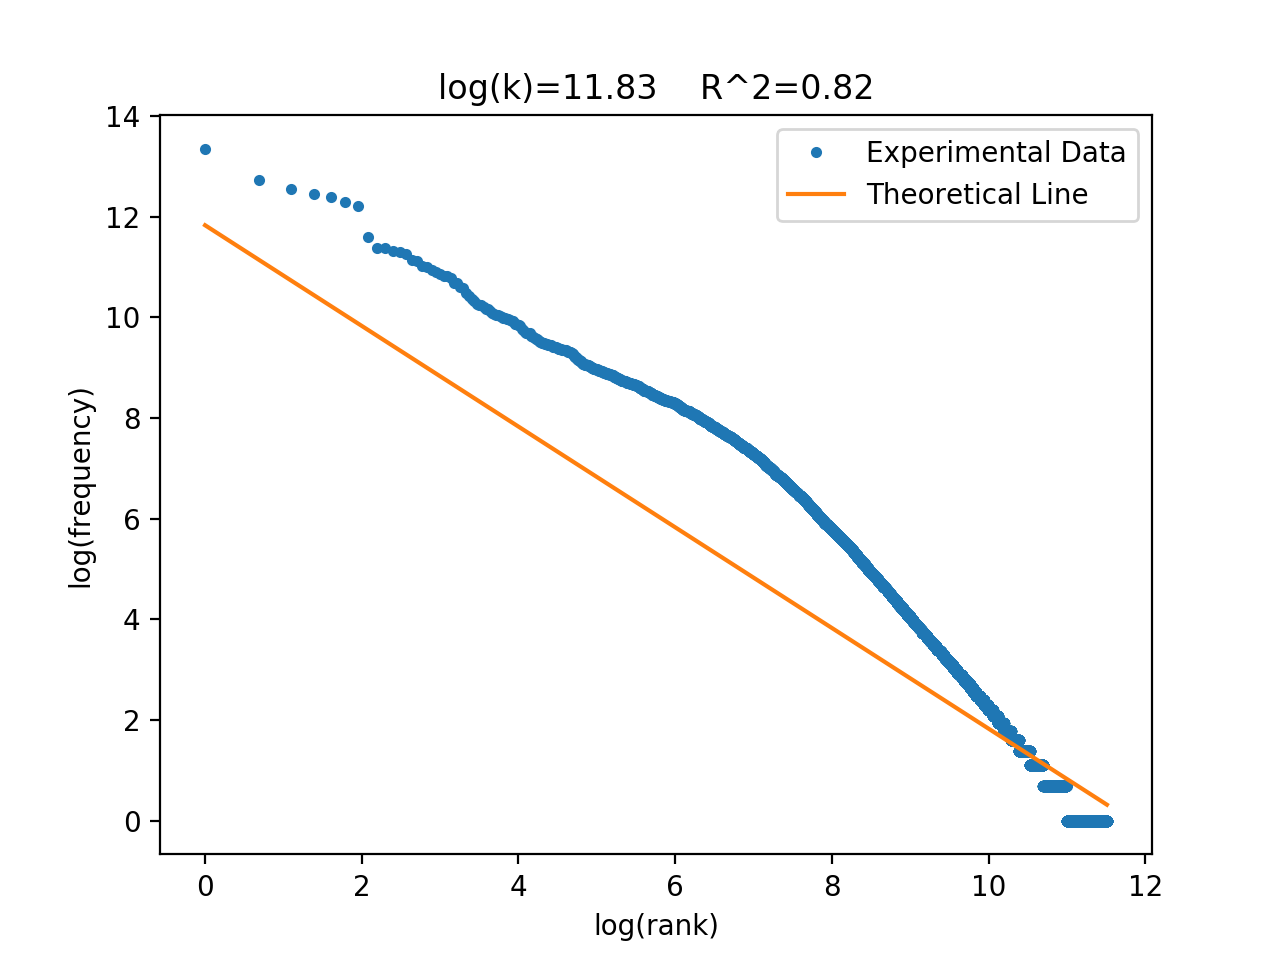 log(k)=11.83    R^2=0.82
Experimental Data
Theoretical Line
14
12
10
8
6
4
2
0
log(frequency)
0 2 4 6 8 10 12
log(rank)